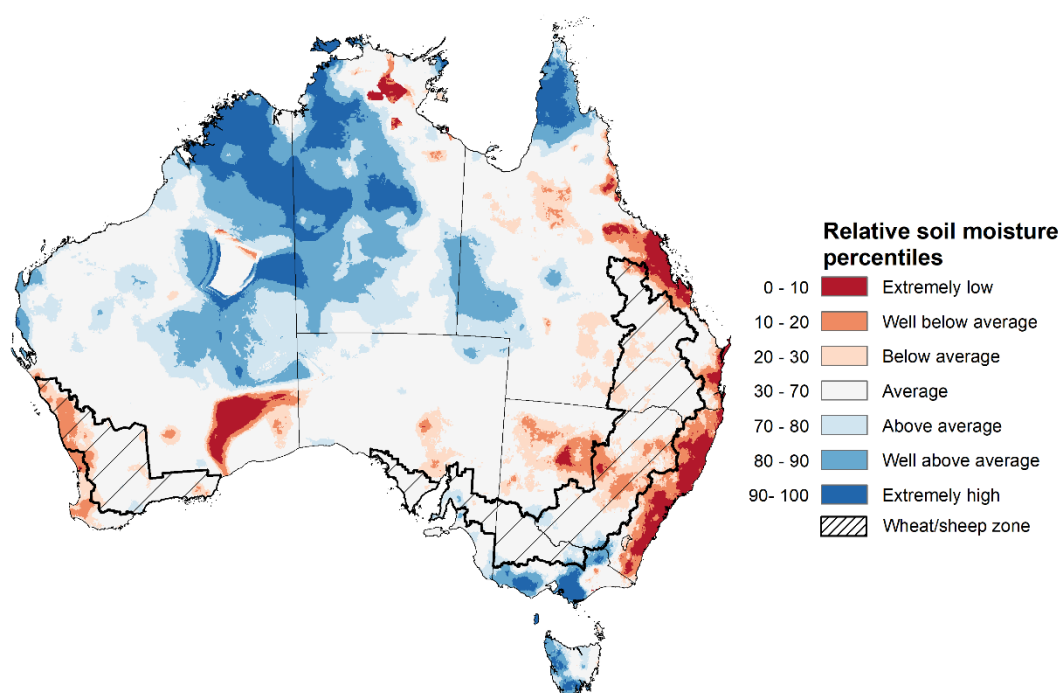 Relative soil moisture
percentiles
0 - 10 Extremely low
10 - 20 Well below average
20 - 30 Below average
30 - 70 Average
70 - 80 Above average
80 - 90 Well above average
90- 100 Extremely high
Wheat/sheep zone